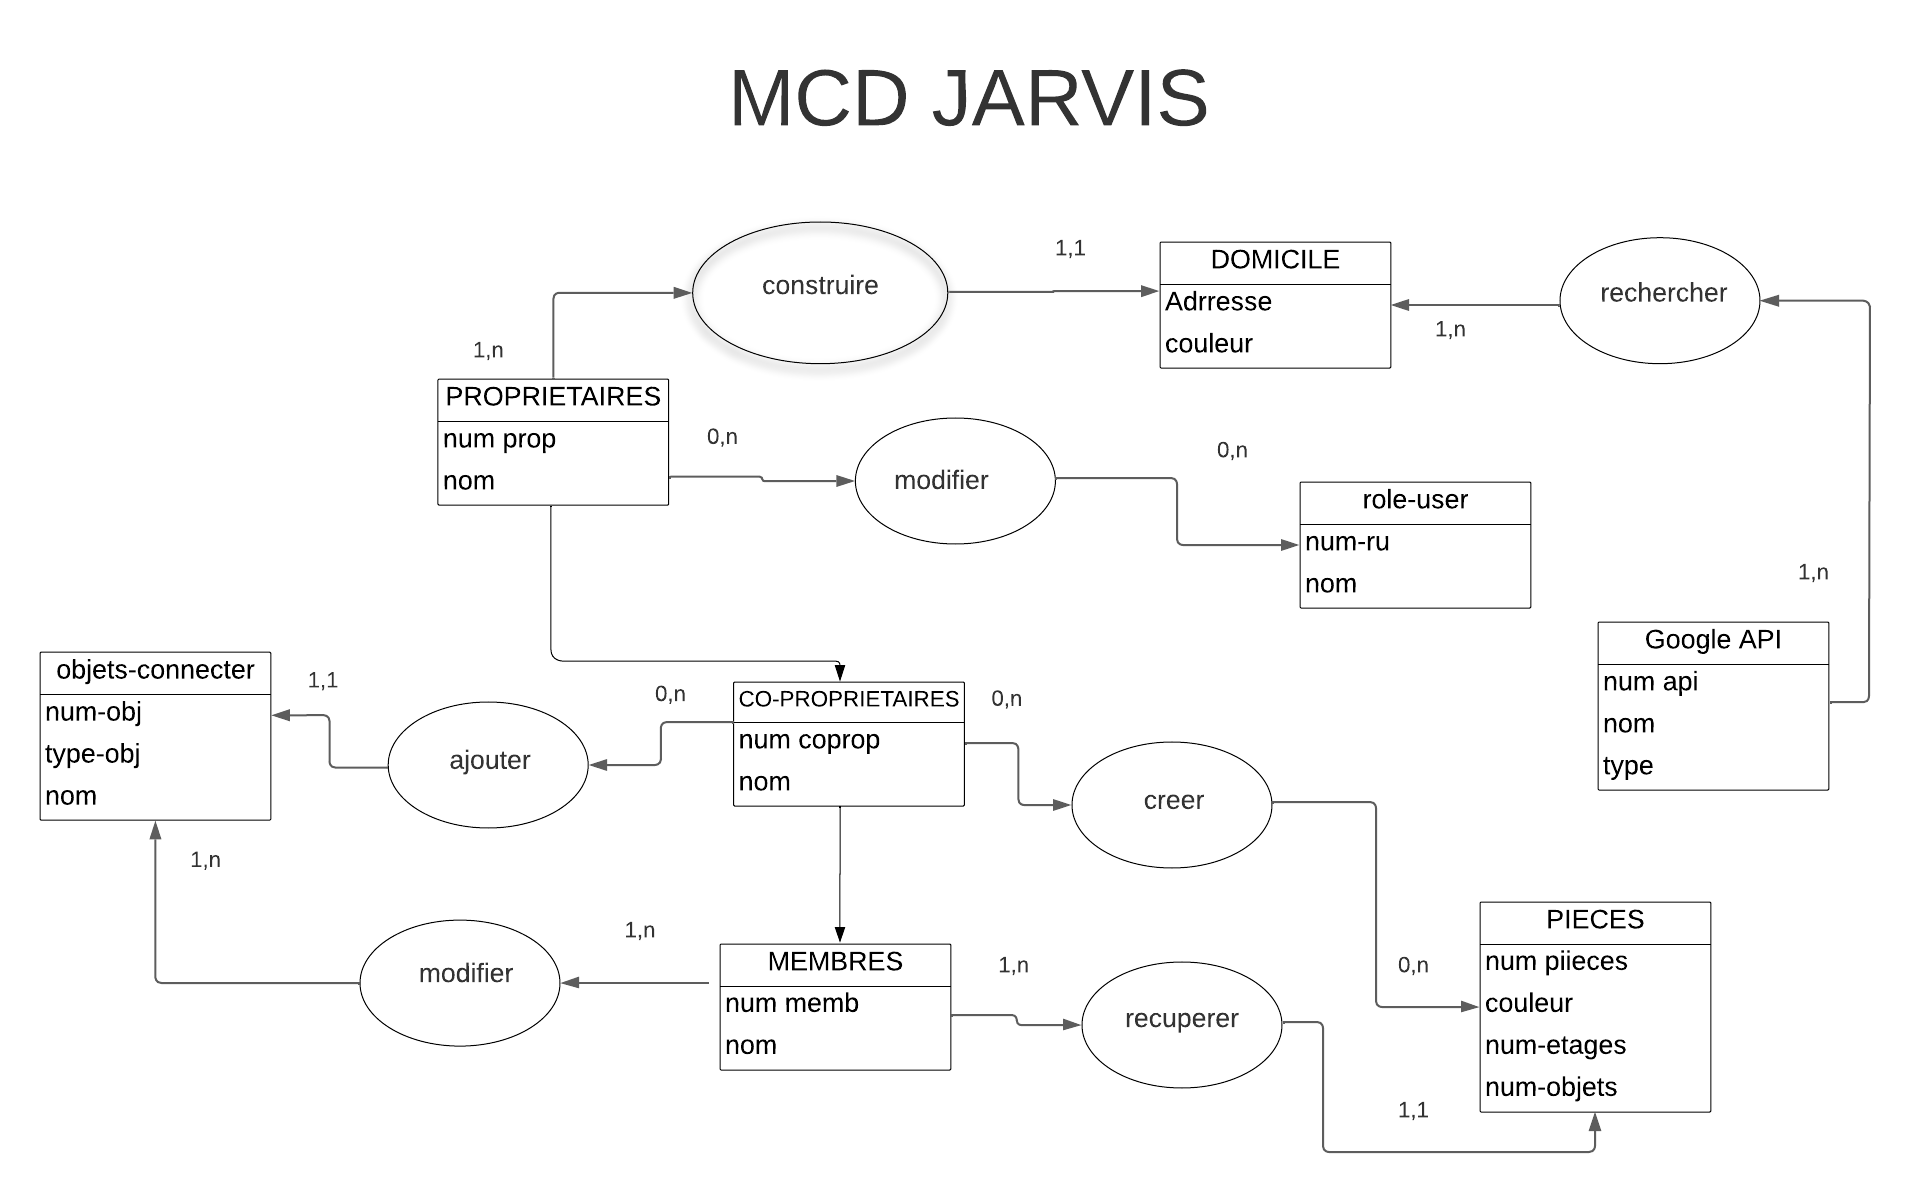 MCD JARVIS
construire
1,1
DOMICILE
Adrresse
couleur
rechercher
1,n
1,n
PROPRIETAIRES
num prop
nom
0,n
modifier
0,n
role-user
num-ru
nom
1,n
Google API
num api
nom
type
objets-connecter
num-obj
type-obj
nom
1,1
ajouter
0,n
CO-PROPRIETAIRES
num coprop
nom
0,n
creer
1,n
modifier
1,n
MEMBRES
num memb
nom
1,n
recuperer
0,n
PIECES
num piieces
couleur
num-etages
num-objets
1,1